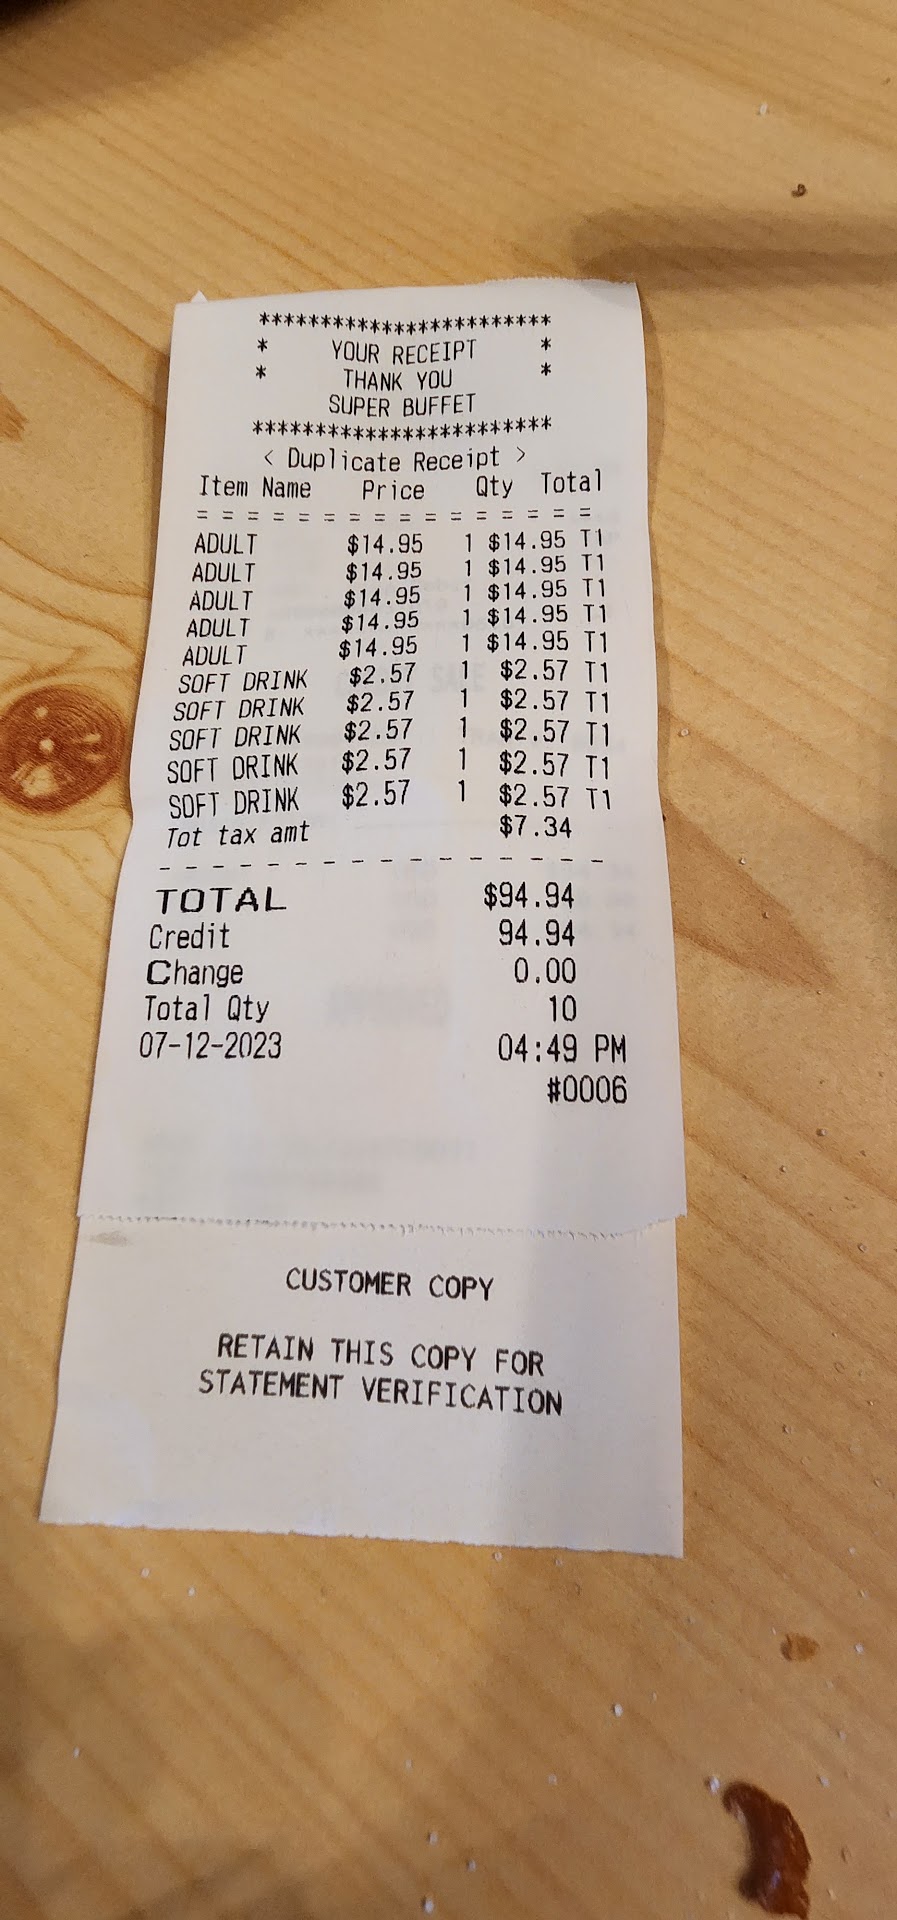 ************************
* YOUR RECEIPT *
* THANK YOU *
SUPER BUFFET
************************
< Duplicate Receipt >
Item Name Price Qty Total
= = = = = = = = = = = = = = = =
ADULT $14.95 1 $14.95 T1
ADULT $14.95 1 $14.95 T1
ADULT $14.95 1 $14.95 T1
ADULT $14.95 1 $14.95 T1
ADULT $14.95 1 $14.95 T1
SOFT DRINK $2.57 1 $2.57 T1
SOFT DRINK $2.57 1 $2.57 T1
SOFT DRINK $2.57 1 $2.57 T1
SOFT DRINK $2.57 1 $2.57 T1
SOFT DRINK $2.57 1 $2.57 T1
Tot tax amt $7.34
- - - - - - - - - - - - - - - - -
TOTAL $94.94
Credit 94.94
Change 0.00
Total Qty 10
07-12-2023 04:49 PM
#0006
CUSTOMER COPY
RETAIN THIS COPY FOR
STATEMENT VERIFICATION